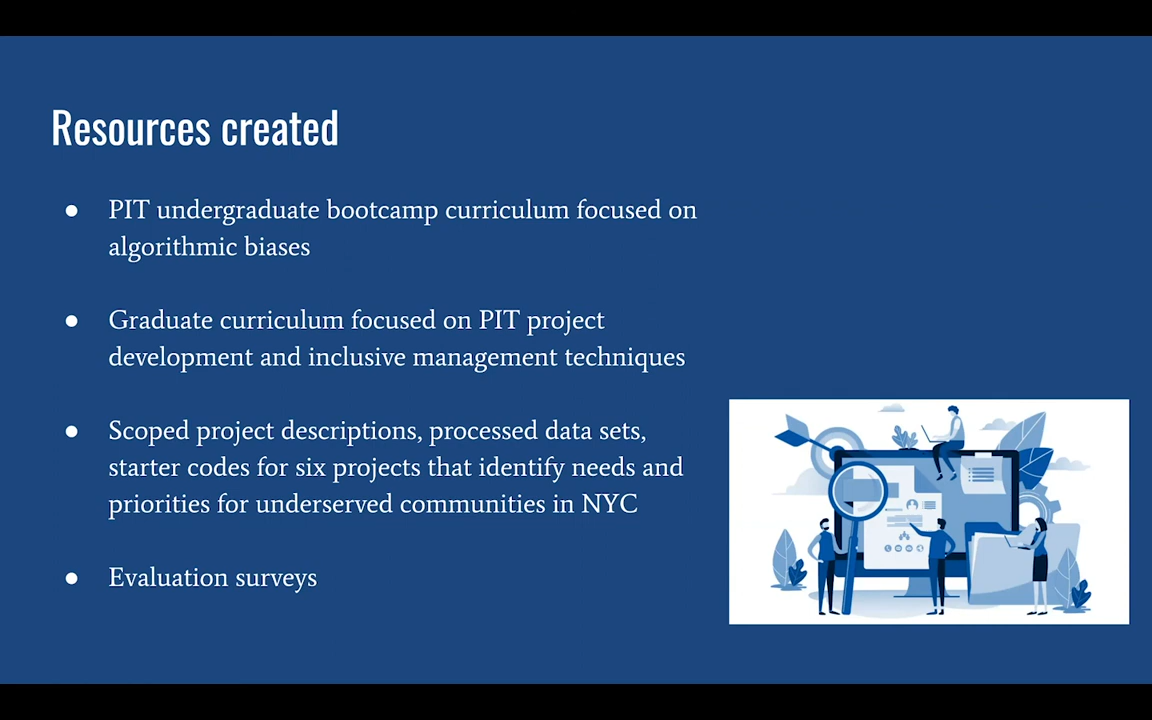 Resources created
● PIT undergraduate bootcamp curriculum focused on
algorithmic biases
● Graduate curriculum focused on PIT project
development and inclusive management techniques
● Scoped project descriptions, processed data sets,
starter codes for six projects that identify needs and
priorities for underserved communities in NYC
● Evaluation surveys